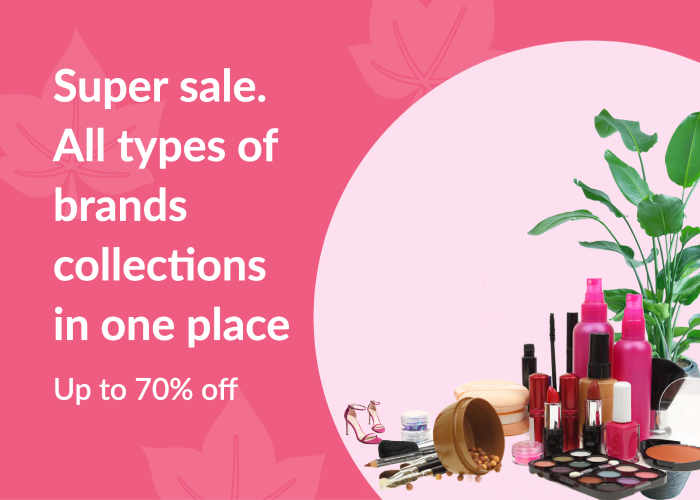 Super sale.
All types of
brands
collections
in one place
Up to 70% off